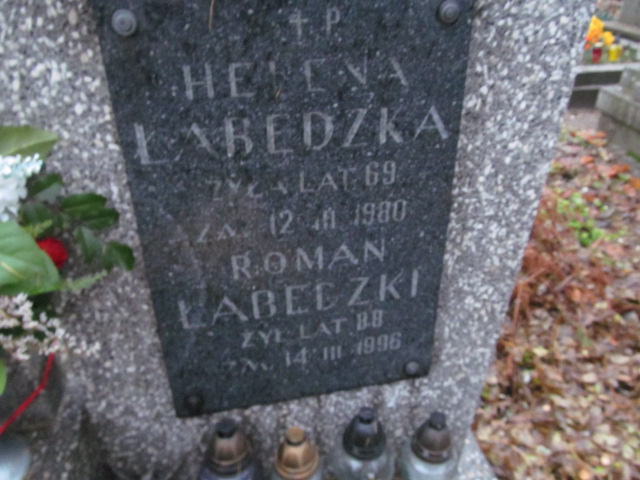 Ś P
HELENA
ŁABĘDZKA
ŻYŁA LAT 69
ZM. 12 III 1980
ROMAN
ŁABĘDZKI
ŻYŁ LAT 88
ZM. 14 III 1996